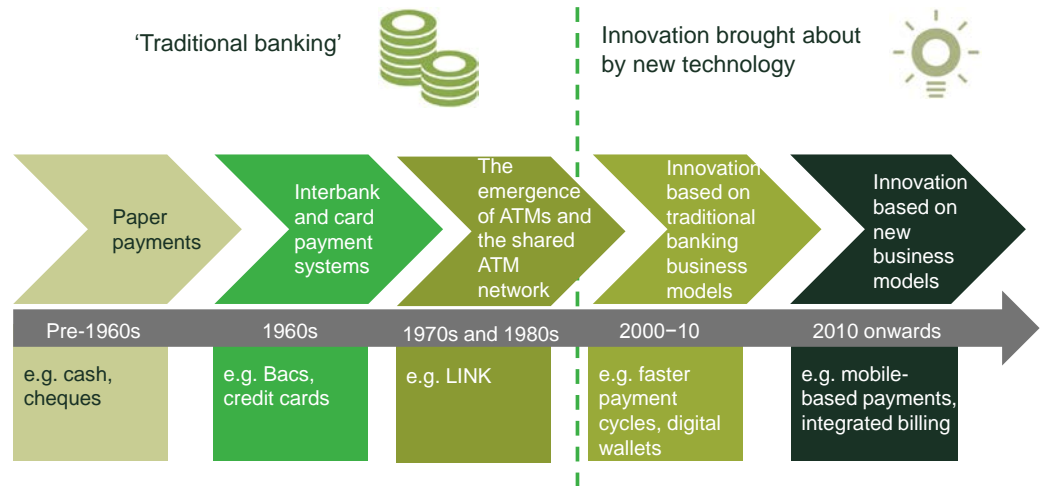 ‘Traditional banking’
Innovation brought about
by new technology
Paper
payments
Interbank
and card
payment
systems
The
emergence
of ATMs and
the shared
ATM
network
Innovation
based on
traditional
banking
business
models
Innovation
based on
new
business
models
Pre-1960s
1960s
1970s and 1980s
2000−10
2010 onwards
e.g. cash,
cheques
e.g. Bacs,
credit cards
e.g. LINK
e.g. faster
payment
cycles, digital
wallets
e.g. mobile-
based payments,
integrated billing